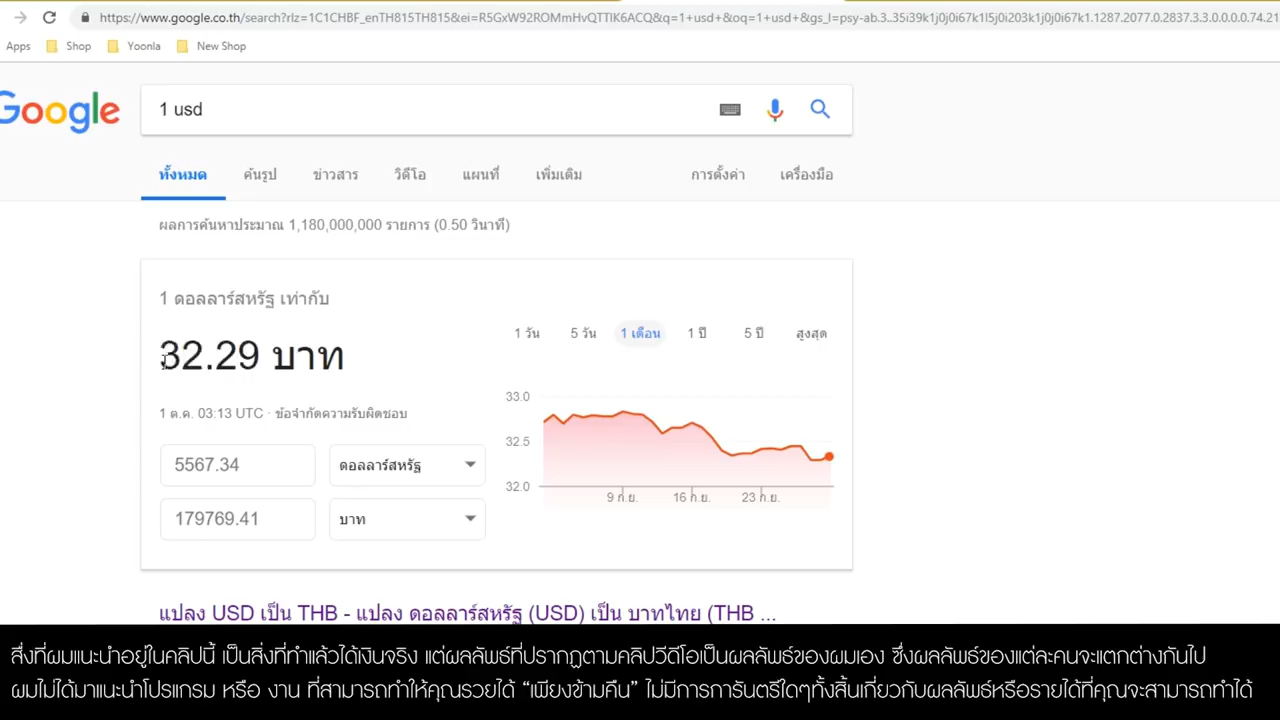 https://www.google.co.th/search?rlz=1C1CHBF_enTH815TH815&ei=R5GxW92ROMmHvQTTIK6ACQ&q=1+usd+&oq=1+usd+&gs_l=psy-ab.3..35i39k1j0j0i67k1l5j0i203k1j0j0i67k1.1287.2077.0.2837.3.3.0.0.0.0.74.21
Apps Shop Yoonla New Shop
Google 1 usd
ทั้งหมด ค้นรูป ข่าวสาร วิดีโอ แผนที่ เพิ่มเติม การตั้งค่า เครื่องมือ
ผลการค้นหาประมาณ 1,180,000,000 รายการ (0.50 วินาที)
1 ดอลลาร์สหรัฐ เท่ากับ
32.29 บาท
1 ต.ค. 03:13 UTC · ข้อจำกัดความรับผิดชอบ
5567.34 ดอลลาร์สหรัฐ
179769.41 บาท
1 วัน 5 วัน 1 เดือน 1 ปี 5 ปี สูงสุด
33.0
32.5
32.0
9 ก.ย. 16 ก.ย. 23 ก.ย.
แปลง USD เป็น THB - แปลง ดอลลาร์สหรัฐ (USD) เป็น บาทไทย (THB ...
สิ่งที่ผมแนะนำอยู่ในคลิปนี้ เป็นสิ่งที่ทำแล้วได้เงินจริง แต่ผลลัพธ์ที่ปรากฏตามคลิปวีดีโอเป็นผลลัพธ์ของผมเอง ซึ่งผลลัพธ์ของแต่ละคนจะแตกต่างกันไป
ผมไม่ได้มาแนะนำโปรแกรม หรือ งาน ที่สามารถทำให้คุณรวยได้ “เพียงข้ามคืน” ไม่มีการการันตรีใดๆทั้งสิ้นเกี่ยวกับผลลัพธ์หรือรายได้ที่คุณจะสามารถทำได้